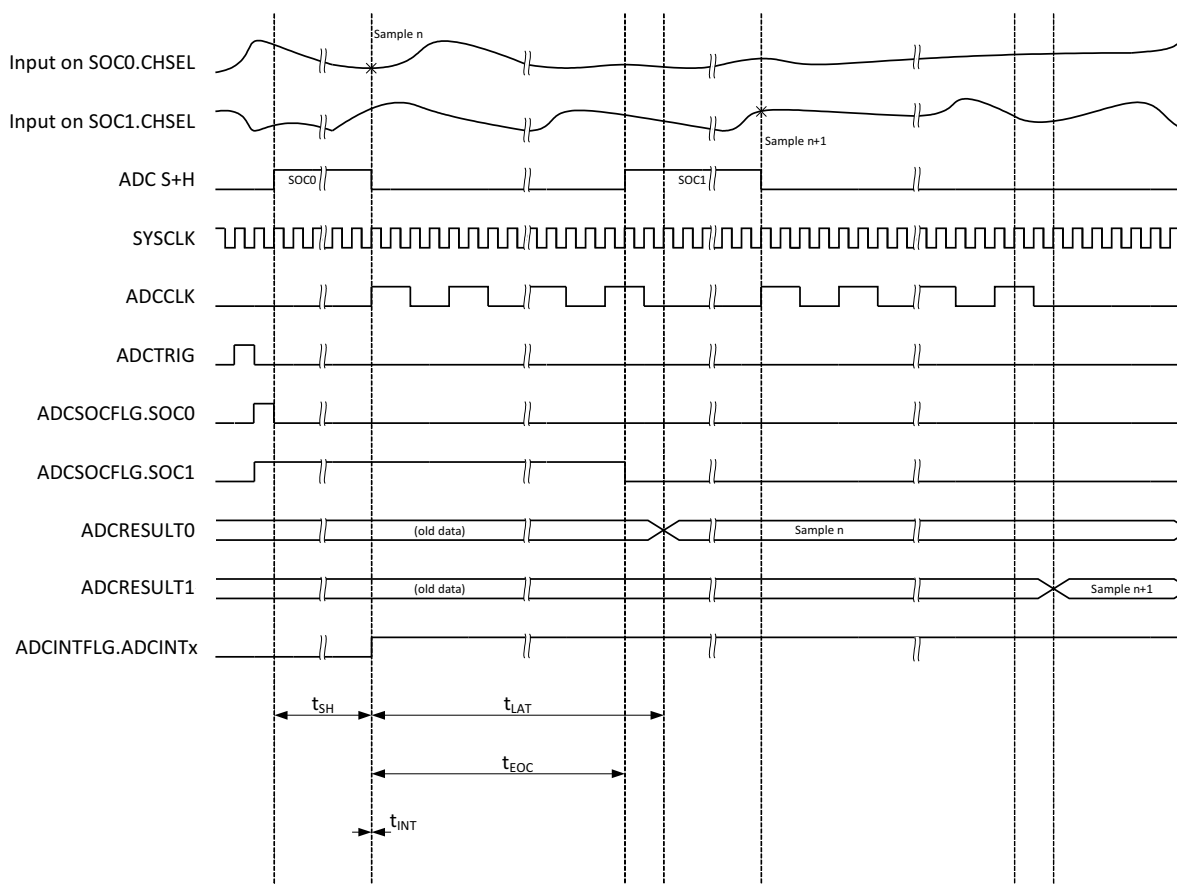 Sample n
Input on SOC0.CHSEL
Input on SOC1.CHSEL
Sample n+1
ADC S+H
SOC0
SOC1
SYSCLK
ADCCLK
ADCTRIG
ADCSOCFLG.SOC0
ADCSOCFLG.SOC1
ADCRESULT0
(old data)
Sample n
ADCRESULT1
(old data)
Sample n+1
ADCINTFLG.ADCINTx
tSH
tLAT
tEOC
tINT